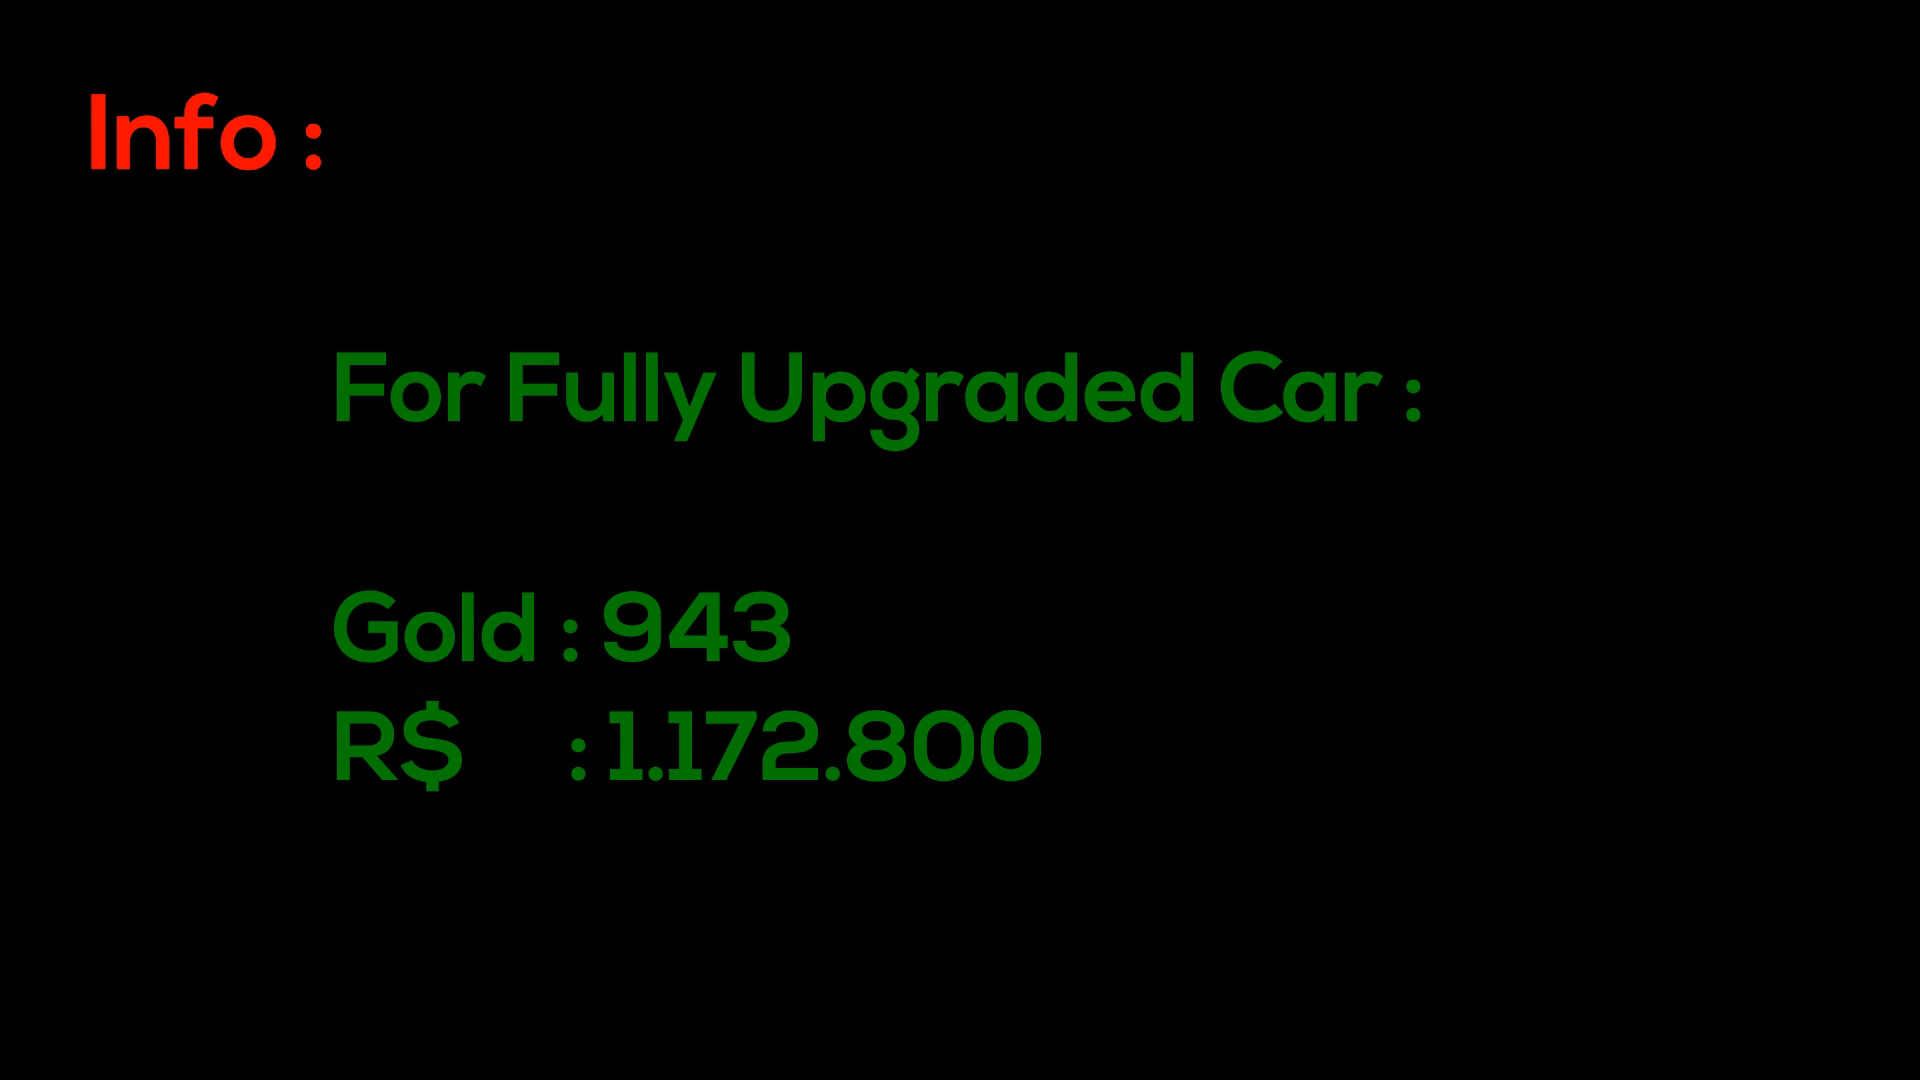 Info :
For Fully Upgraded Car :
Gold : 943
R$ : 1.172.800